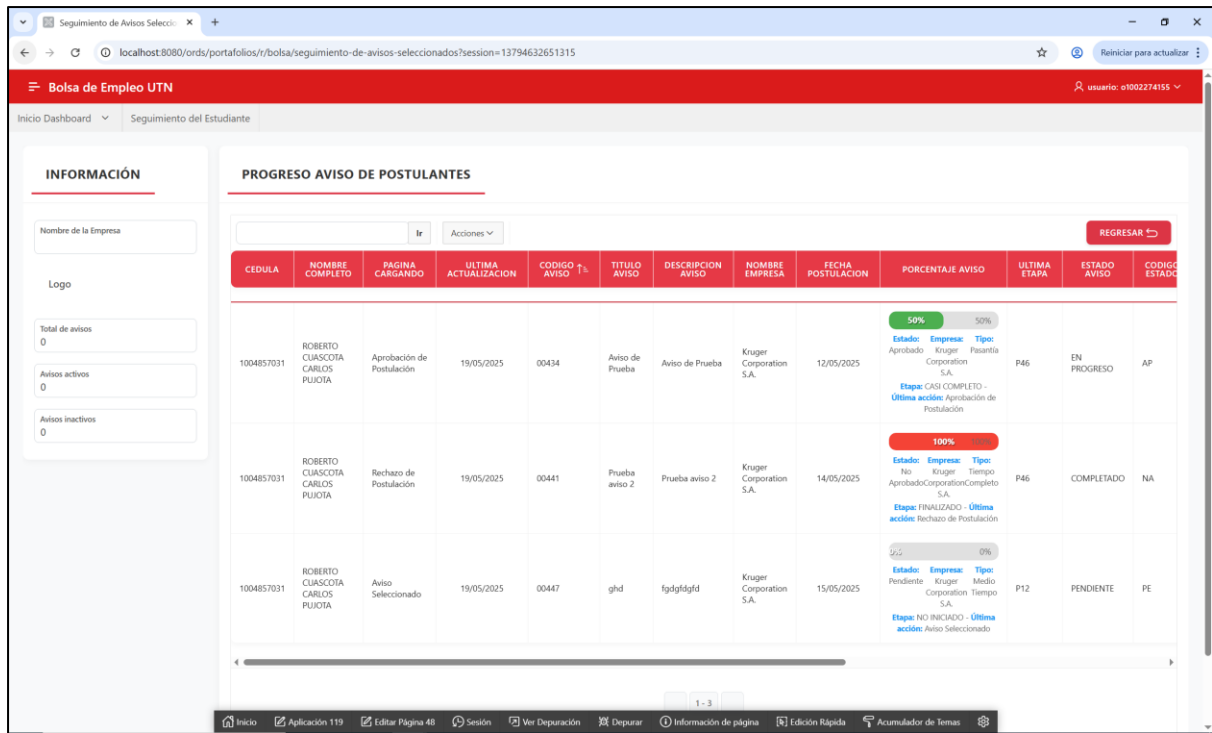 Seguimiento de Avisos Seleccio
localhost:8080/ords/portafolios/r/bolsa/seguimiento-de-avisos-seleccionados?session=13794632651315
Reiniciar para actualizar
Bolsa de Empleo UTN
usuario: o1002274155
Inicio Dashboard
Seguimiento del Estudiante
INFORMACIÓN
Nombre de la Empresa
Logo
Total de avisos
0
Avisos activos
0
Avisos inactivos
0
PROGRESO AVISO DE POSTULANTES
Ir
Acciones
REGRESAR
CEDULA
NOMBRE
COMPLETO
PAGINA
CARGANDO
ULTIMA
ACTUALIZACION
CODIGO
AVISO
TITULO
AVISO
DESCRIPCION
AVISO
NOMBRE
EMPRESA
FECHA
POSTULACION
PORCENTAJE AVISO
ULTIMA
ETAPA
ESTADO
AVISO
CODIGO
ESTADO
1004857031
ROBERTO
CUASCOTA
CARLOS
PUJOTA
Aprobación de
Postulación
19/05/2025
00434
Aviso de
Prueba
Aviso de Prueba
Kruger
Corporation
S.A.
12/05/2025
50% 50%
Estado: Empresa: Tipo:
Aprobado Kruger Pasantía
Corporation
S.A.
Etapa: CASI COMPLETO -
Última acción: Aprobación de
Postulación
P46
EN
PROGRESO
AP
1004857031
ROBERTO
CUASCOTA
CARLOS
PUJOTA
Rechazo de
Postulación
19/05/2025
00441
Prueba
aviso 2
Prueba aviso 2
Kruger
Corporation
S.A.
14/05/2025
100% 100%
Estado: Empresa: Tipo:
No Kruger Tiempo
AprobadoCorporationCompleto
S.A.
Etapa: FINALIZADO - Última
acción: Rechazo de Postulación
P46
COMPLETADO
NA
1004857031
ROBERTO
CUASCOTA
CARLOS
PUJOTA
Aviso
Seleccionado
19/05/2025
00447
ghd
fgdgfdgfd
Kruger
Corporation
S.A.
15/05/2025
0% 0%
Estado: Empresa: Tipo:
Pendiente Kruger Medio
Corporation Tiempo
S.A.
Etapa: NO INICIADO - Última
acción: Aviso Seleccionado
P12
PENDIENTE
PE
1 - 3
Inicio
Aplicación 119
Editar Página 48
Sesión
Ver Depuración
Depurar
Información de página
Edición Rápida
Acumulador de Temas